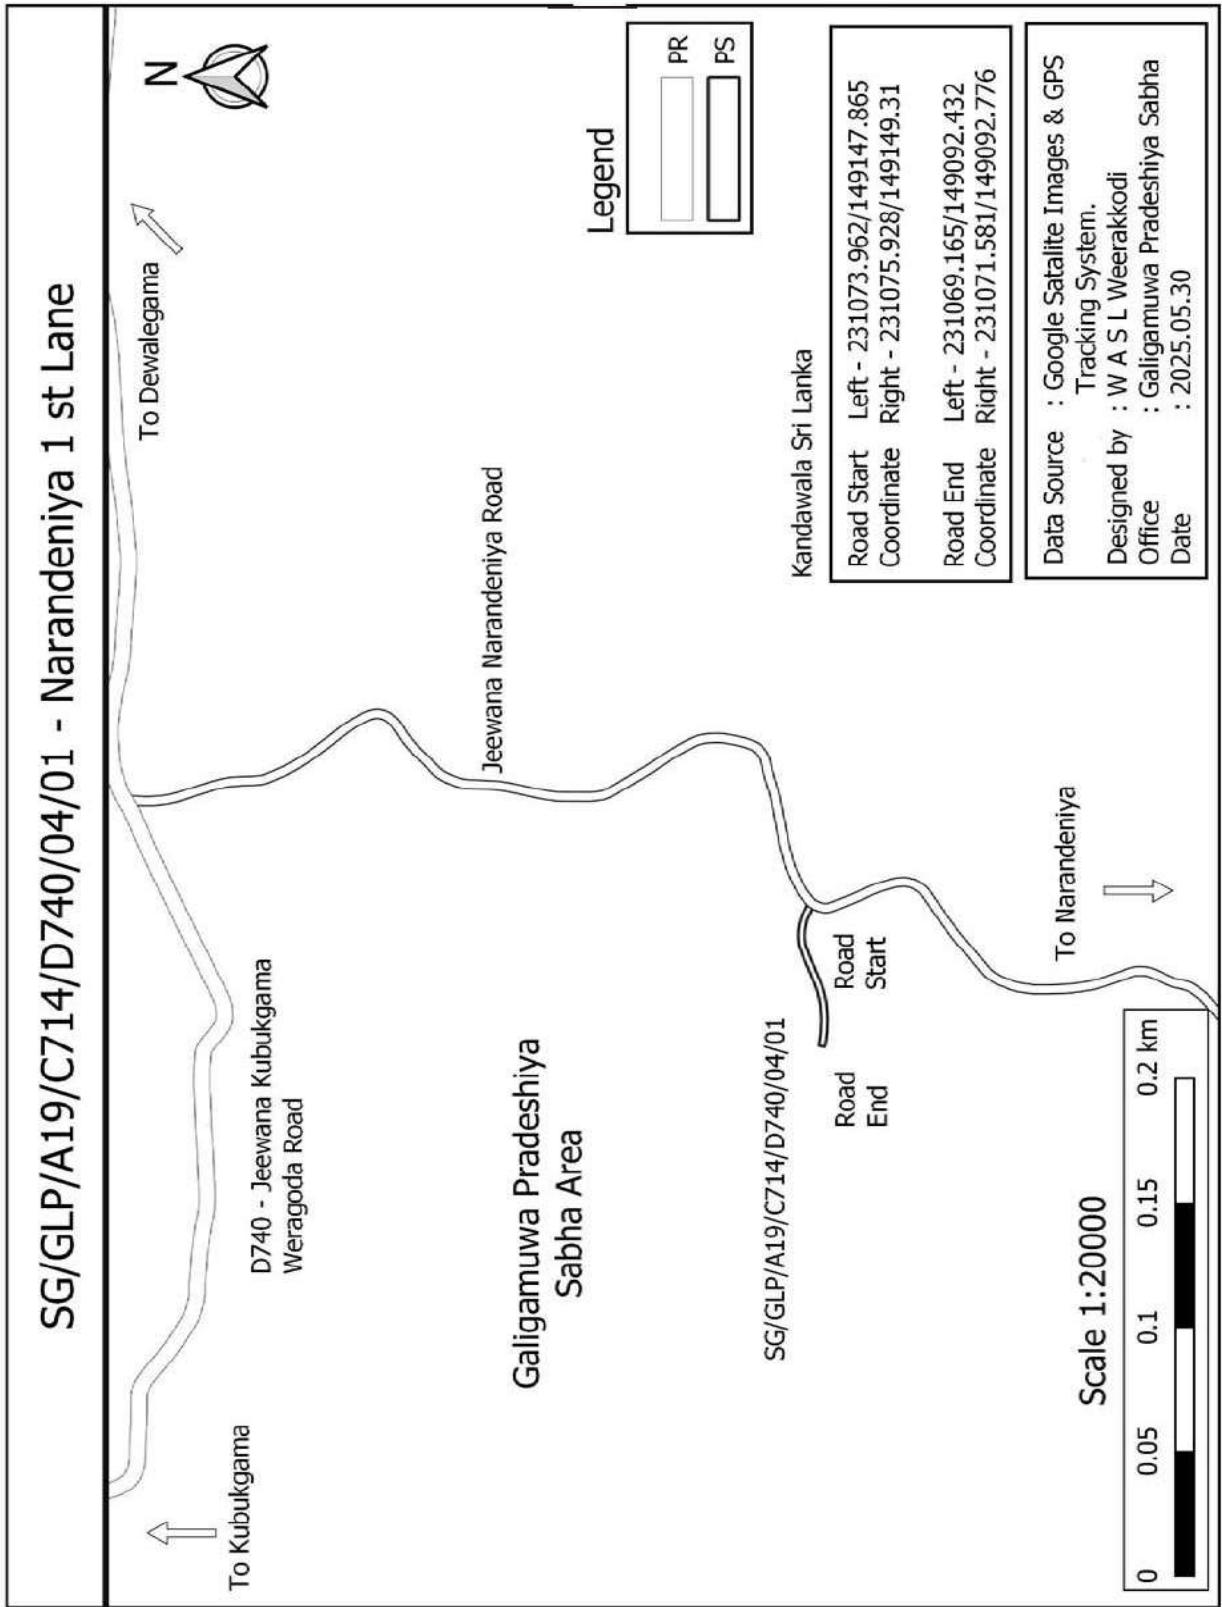 SG/GLP/A19/C714/D740/04/01 - Narandeniya 1 st Lane
N
To Kubukgama
To Dewalegama
D740 - Jeewana Kubukgama
Weragoda Road
Jeewana Narandeniya Road
Galigamuwa Pradeshiya
Sabha Area
Legend
PR
PS
SG/GLP/A19/C714/D740/04/01
Road
End
Road
Start
To Narandeniya
Kandawala Sri Lanka
Road Start Left - 231073.962/149147.865
Coordinate Right - 231075.928/149149.31
Road End Left - 231069.165/149092.432
Coordinate Right - 231071.581/149092.776
Scale 1:20000
0 0.05 0.1 0.15 0.2 km
Data Source : Google Satalite Images & GPS
Tracking System.
Designed by : W A S L Weerakkodi
Office : Galigamuwa Pradeshiya Sabha
Date : 2025.05.30